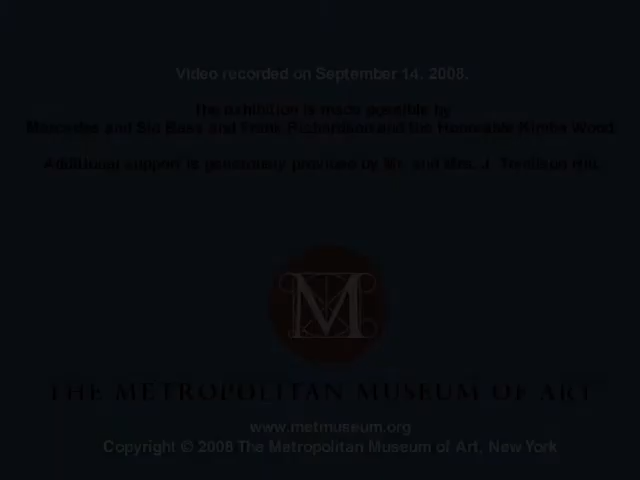 Video recorded on September 14, 2008.
The exhibition is made possible by
Mercedes and Sid Bass and Frank Richardson and the Honorable Kimba Wood.
Additional support is generously provided by Mr. and Mrs. J. Tomilson Hill.
M
THE METROPOLITAN MUSEUM OF ART
www.metmuseum.org
Copyright © 2008 The Metropolitan Museum of Art, New York